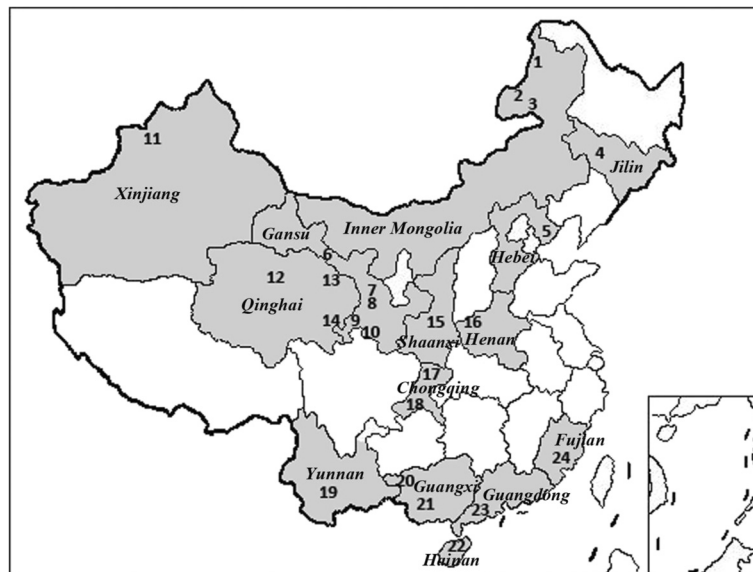 1
2
3
11
4
Jilin
Xinjiang
Inner Mongolia
Gansu
5
6
Hebei
12
13
7
8
Qinghai
14
9
10
15
16
Shaanxi
Henan
17
Chongqing
18
Fujian
24
Yunnan
19
20
Guangxi
21
Guangdong
23
22
Hainan